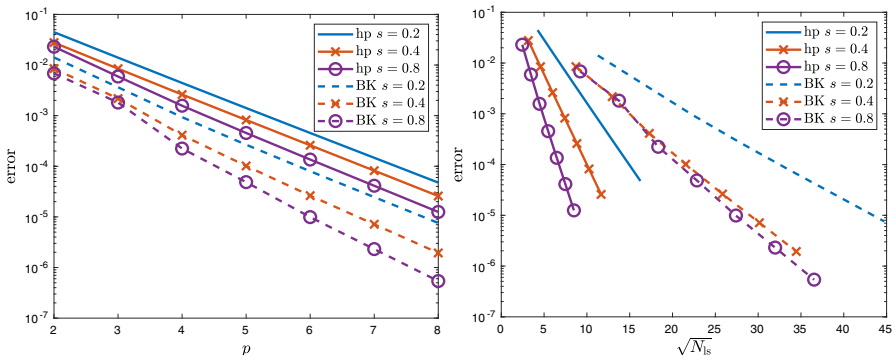 10^-1
10^-2
10^-3
10^-4
10^-5
10^-6
10^-7
error
2
3
4
5
6
7
8
p
hp s = 0.2
hp s = 0.4
hp s = 0.8
BK s = 0.2
BK s = 0.4
BK s = 0.8
10^-1
10^-2
10^-3
10^-4
10^-5
10^-6
10^-7
error
0
5
10
15
20
25
30
35
40
45
√N_ls
hp s = 0.2
hp s = 0.4
hp s = 0.8
BK s = 0.2
BK s = 0.4
BK s = 0.8